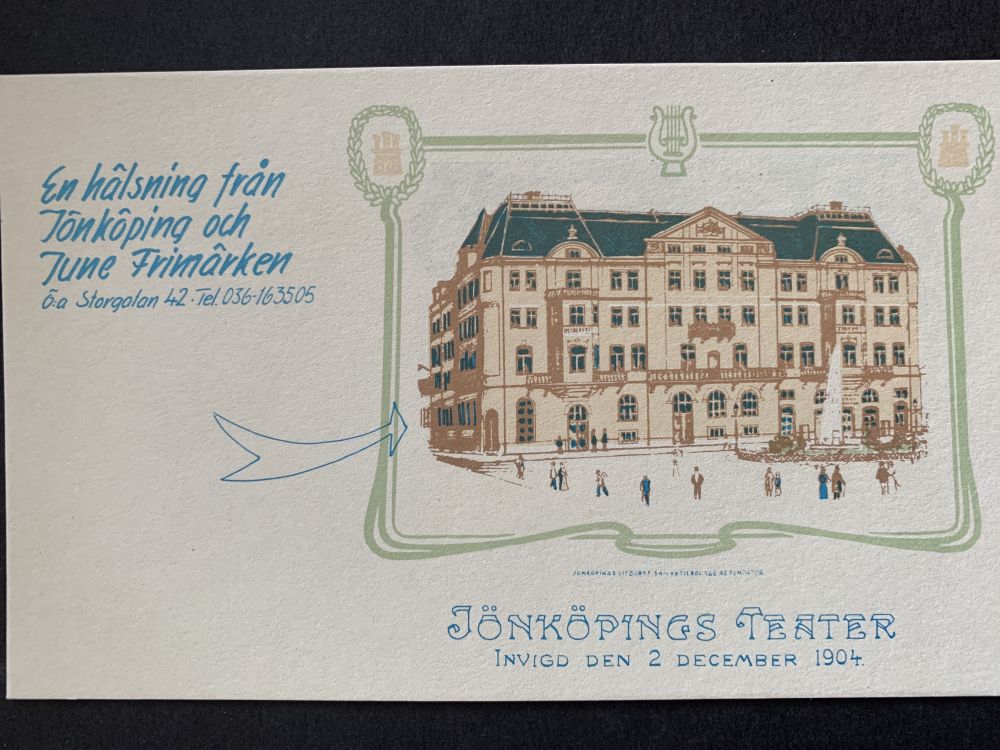 En hälsning från
Jönköping och
June Frimärken
Ö:a Storgatan 42 · Tel. 036-163505
JÖNKÖPINGS TEATER
INVIGD DEN 2 DECEMBER 1904.